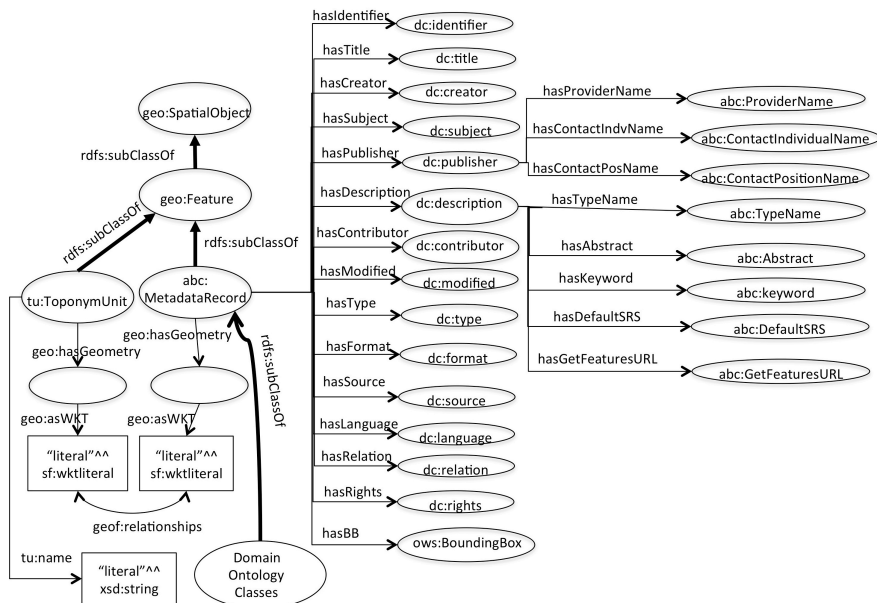 hasIdentifier
dc:identifier
hasTitle
dc:title
hasCreator
dc:creator
hasSubject
dc:subject
hasPublisher
dc:publisher
hasDescription
dc:description
hasContributor
dc:contributor
hasModified
dc:modified
hasType
dc:type
hasFormat
dc:format
hasSource
dc:source
hasLanguage
dc:language
hasRelation
dc:relation
hasRights
dc:rights
hasBB
ows:BoundingBox
hasProviderName
abc:ProviderName
hasContactIndvName
abc:ContactIndividualName
hasContactPosName
abc:ContactPositionName
hasTypeName
abc:TypeName
hasAbstract
abc:Abstract
hasKeyword
abc:keyword
hasDefaultSRS
abc:DefaultSRS
hasGetFeaturesURL
abc:GetFeaturesURL
geo:SpatialObject
rdfs:subClassOf
geo:Feature
rdfs:subClassOf
rdfs:subClassOf
tu:ToponymUnit
abc:
MetadataRecord
geo:hasGeometry
geo:hasGeometry
rdfs:subClassOf
geo:asWKT
geo:asWKT
“literal”^^
sf:wktliteral
“literal”^^
sf:wktliteral
geof:relationships
tu:name
“literal”^^
xsd:string
Domain
Ontology
Classes